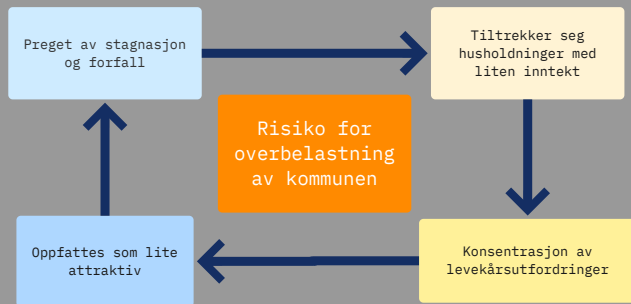 Preget av stagnasjon
og forfall
Tiltrekker seg
husholdninger med
liten inntekt
Risiko for
overbelastning
av kommunen
Oppfattes som lite
attraktiv
Konsentrasjon av
levekårsutfordringer